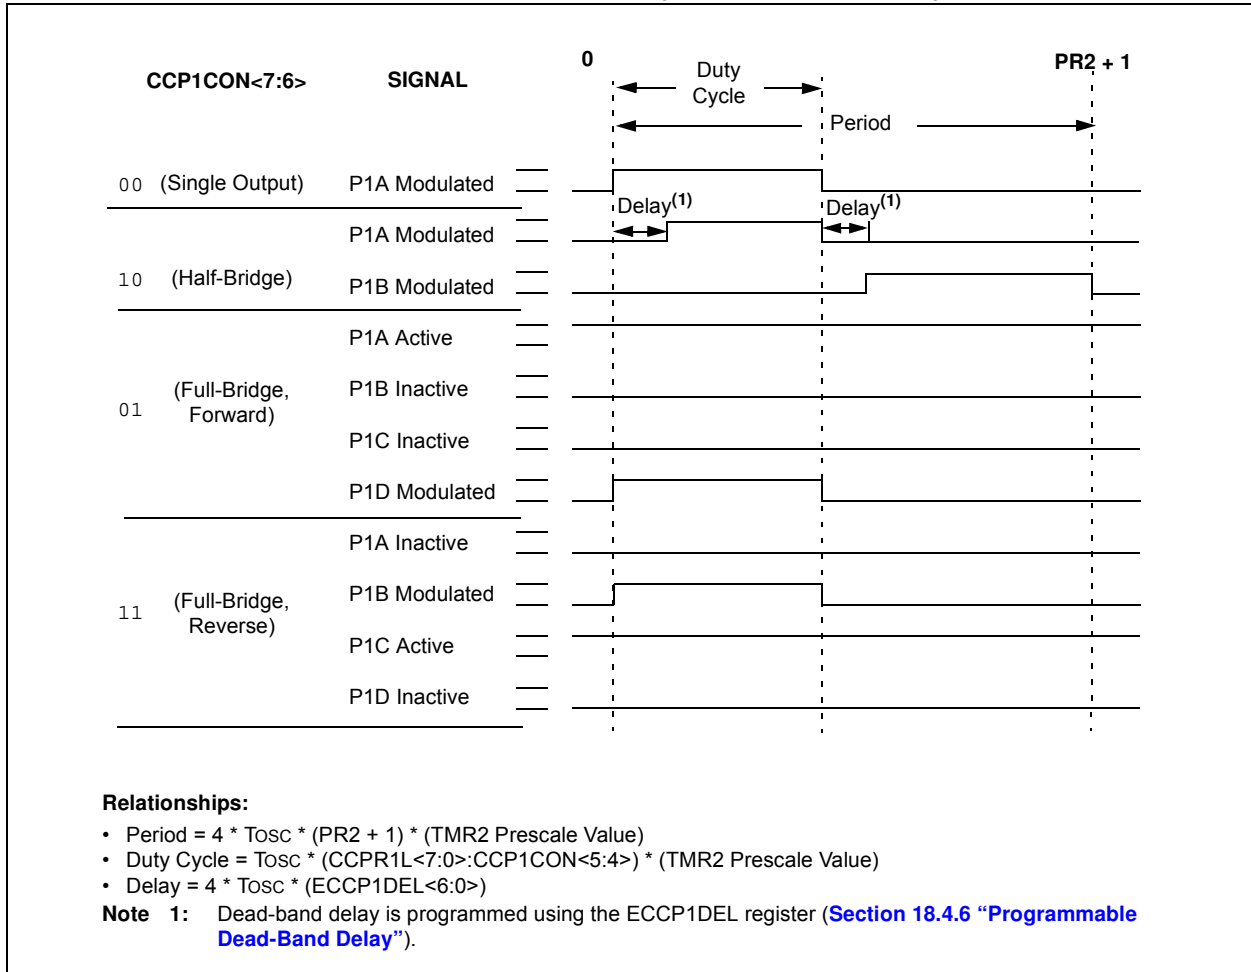 CCP1CON<7:6> SIGNAL 0 Duty Cycle PR2 + 1
Period
00 (Single Output) P1A Modulated
Delay(1) Delay(1)
P1A Modulated
10 (Half-Bridge) P1B Modulated
P1A Active
01 (Full-Bridge, Forward) P1B Inactive
P1C Inactive
P1D Modulated
P1A Inactive
11 (Full-Bridge, Reverse) P1B Modulated
P1C Active
P1D Inactive
Relationships:
• Period = 4 * TOSC * (PR2 + 1) * (TMR2 Prescale Value)
• Duty Cycle = TOSC * (CCPR1L<7:0>:CCP1CON<5:4>) * (TMR2 Prescale Value)
• Delay = 4 * TOSC * (ECCP1DEL<6:0>)
Note 1: Dead-band delay is programmed using the ECCP1DEL register (Section 18.4.6 “Programmable
Dead-Band Delay”).